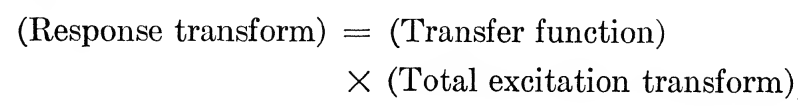 (Response transform) = (Transfer function)
× (Total excitation transform)